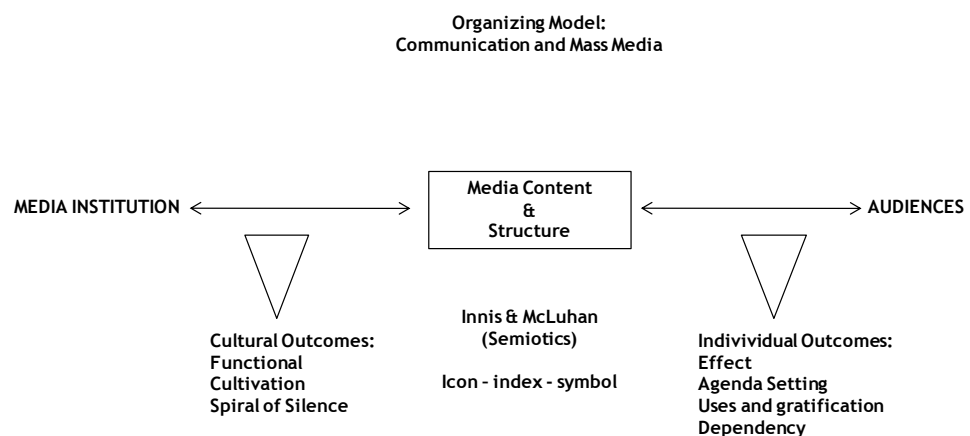 Organizing Model:
Communication and Mass Media
MEDIA INSTITUTION
Media Content
&
Structure
AUDIENCES
Cultural Outcomes:
Functional
Cultivation
Spiral of Silence
Innis & McLuhan
(Semiotics)
Icon - index - symbol
Indivividual Outcomes:
Effect
Agenda Setting
Uses and gratification
Dependency